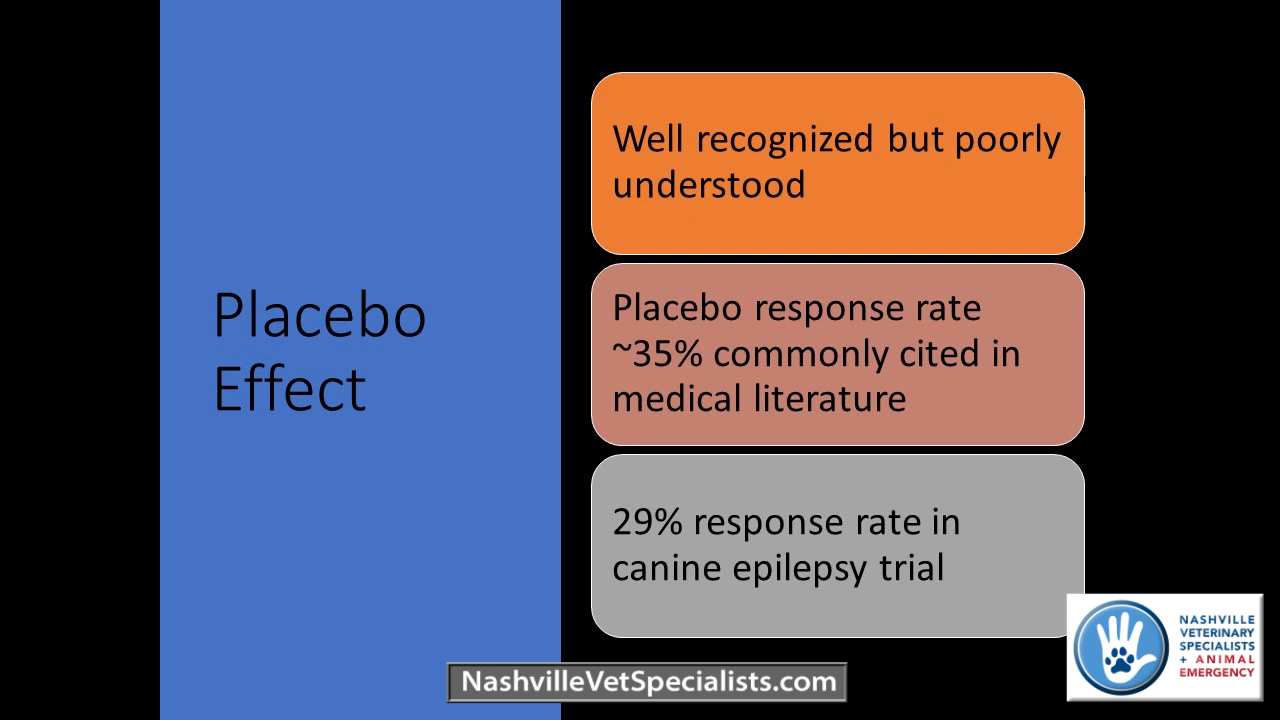 Placebo
Effect
Well recognized but poorly
understood
Placebo response rate
~35% commonly cited in
medical literature
29% response rate in
canine epilepsy trial
NashvilleVetSpecialists.com
NASHVILLE
VETERINARY
SPECIALISTS
+ ANIMAL
EMERGENCY